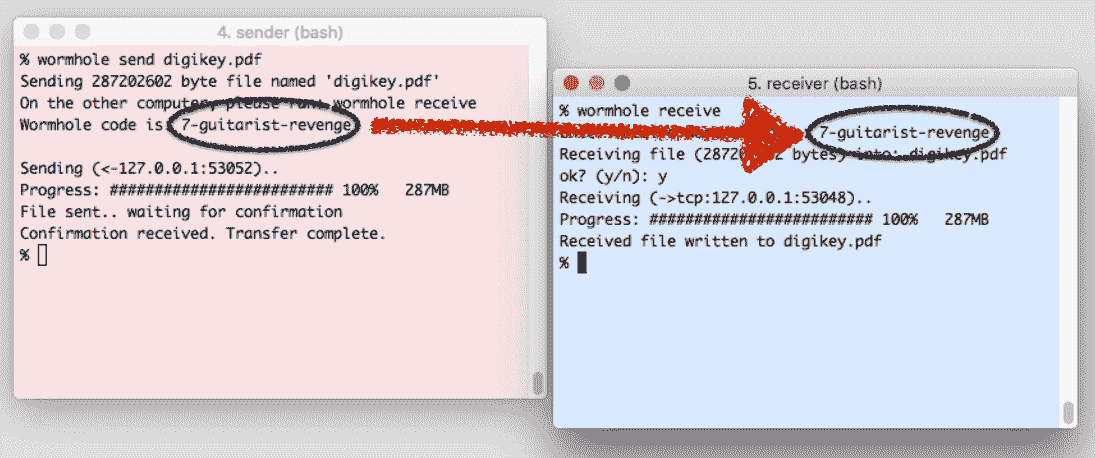 4. sender (bash)
% wormhole send digikey.pdf
Sending 287202602 byte file named 'digikey.pdf'
On the other computer, please run: wormhole receive
Wormhole code is: 7-guitarist-revenge
Sending (<-127.0.0.1:53052)..
Progress: ######################### 100% 287MB
File sent.. waiting for confirmation
Confirmation received. Transfer complete.
%
5. receiver (bash)
% wormhole receive
7-guitarist-revenge
Receiving file (287202602 bytes) into: digikey.pdf
ok? (y/n): y
Receiving (->tcp:127.0.0.1:53048)..
Progress: ######################### 100% 287MB
Received file written to digikey.pdf
%